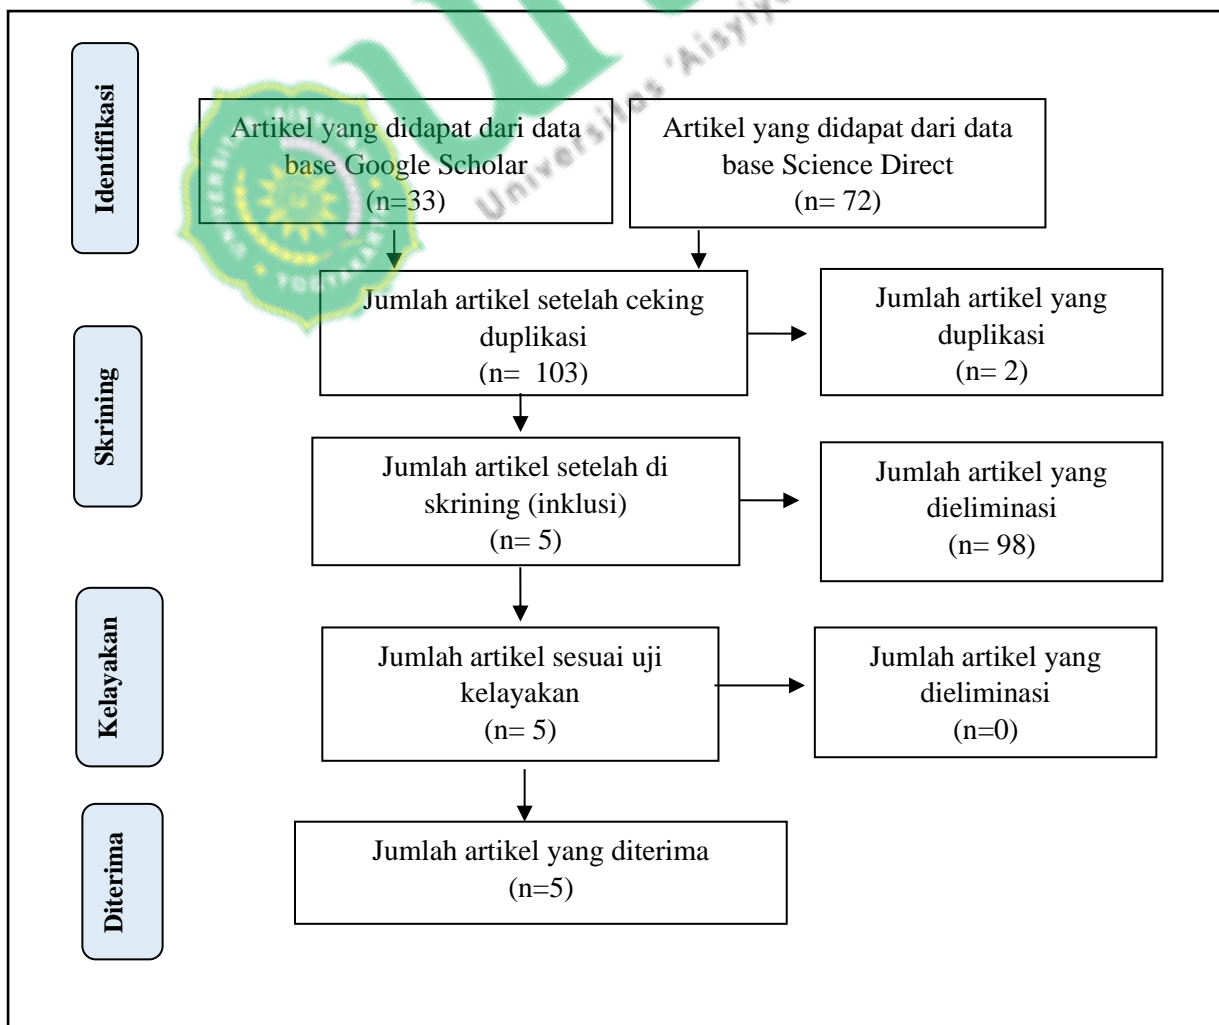 Identifikasi
Artikel yang didapat dari data
base Google Scholar
(n=33)
Artikel yang didapat dari data
base Science Direct
(n= 72)
Universitas 'Aisyiy
Skrining
Jumlah artikel setelah ceking
duplikasi
(n= 103)
Jumlah artikel yang
duplikasi
(n= 2)
Jumlah artikel setelah di
skrining (inklusi)
(n= 5)
Jumlah artikel yang
dieliminasi
(n= 98)
Kelayakan
Jumlah artikel sesuai uji
kelayakan
(n= 5)
Jumlah artikel yang
dieliminasi
(n=0)
Diterima
Jumlah artikel yang diterima
(n=5)